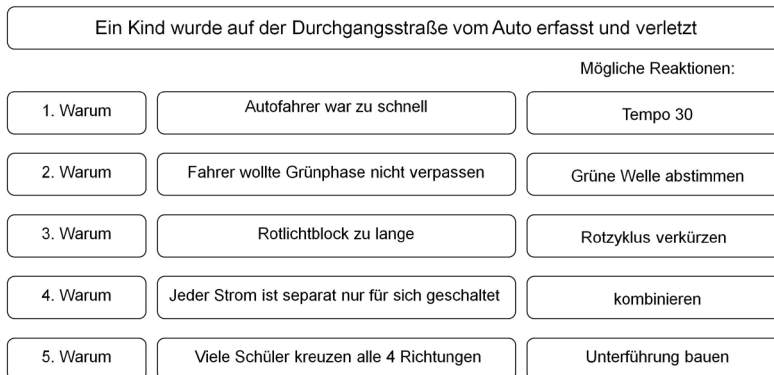 Ein Kind wurde auf der Durchgangsstraße vom Auto erfasst und verletzt
Mögliche Reaktionen:
1. Warum
Autofahrer war zu schnell
Tempo 30
2. Warum
Fahrer wollte Grünphase nicht verpassen
Grüne Welle abstimmen
3. Warum
Rotlichtblock zu lange
Rotzyklus verkürzen
4. Warum
Jeder Strom ist separat nur für sich geschaltet
kombinieren
5. Warum
Viele Schüler kreuzen alle 4 Richtungen
Unterführung bauen